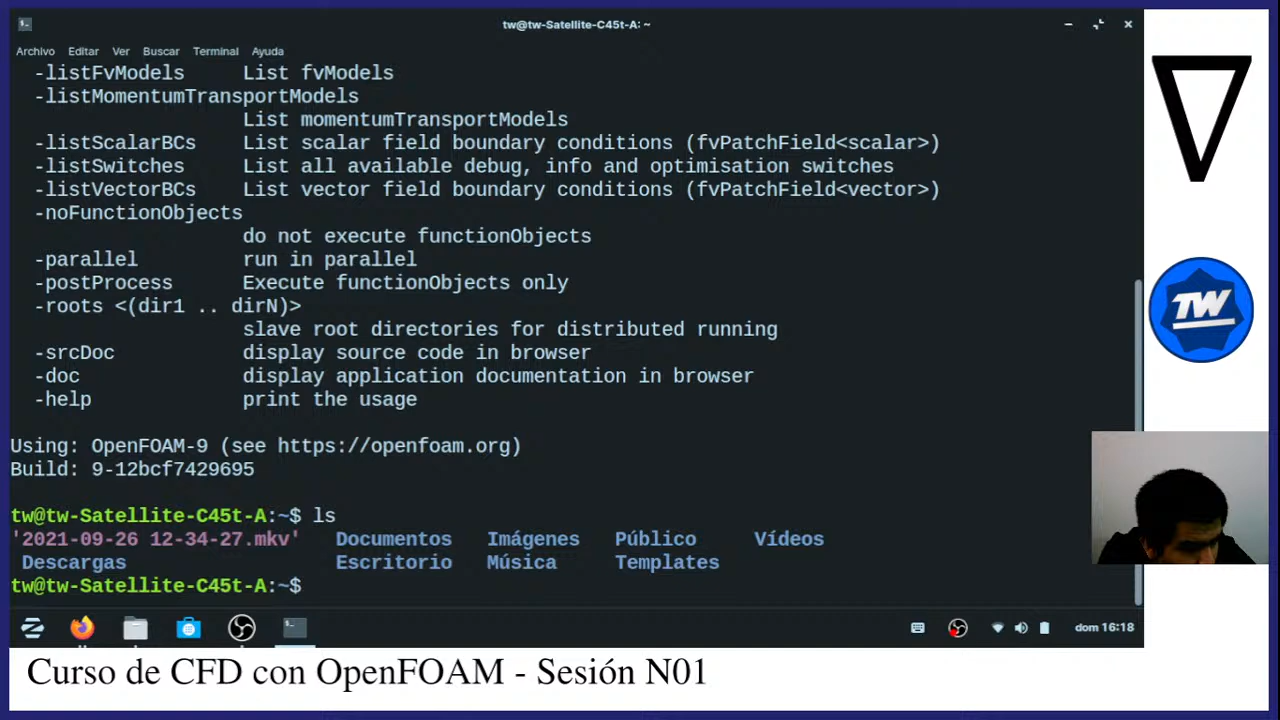 tw@tw-Satellite-C45t-A: ~
Archivo Editar Ver Buscar Terminal Ayuda
-listFvModels List fvModels
-listMomentumTransportModels
List momentumTransportModels
-listScalarBCs List scalar field boundary conditions (fvPatchField<scalar>)
-listSwitches List all available debug, info and optimisation switches
-listVectorBCs List vector field boundary conditions (fvPatchField<vector>)
-noFunctionObjects
do not execute functionObjects
-parallel run in parallel
-postProcess Execute functionObjects only
-roots <(dir1 .. dirN)>
slave root directories for distributed running
-srcDoc display source code in browser
-doc display application documentation in browser
-help print the usage
Using: OpenFOAM-9 (see https://openfoam.org)
Build: 9-12bcf7429695
tw@tw-Satellite-C45t-A:~$ ls
'2021-09-26 12-34-27.mkv' Documentos Imágenes Público Vídeos
Descargas Escritorio Música Templates
tw@tw-Satellite-C45t-A:~$
dom 16:18
TW
Curso de CFD con OpenFOAM - Sesión N01